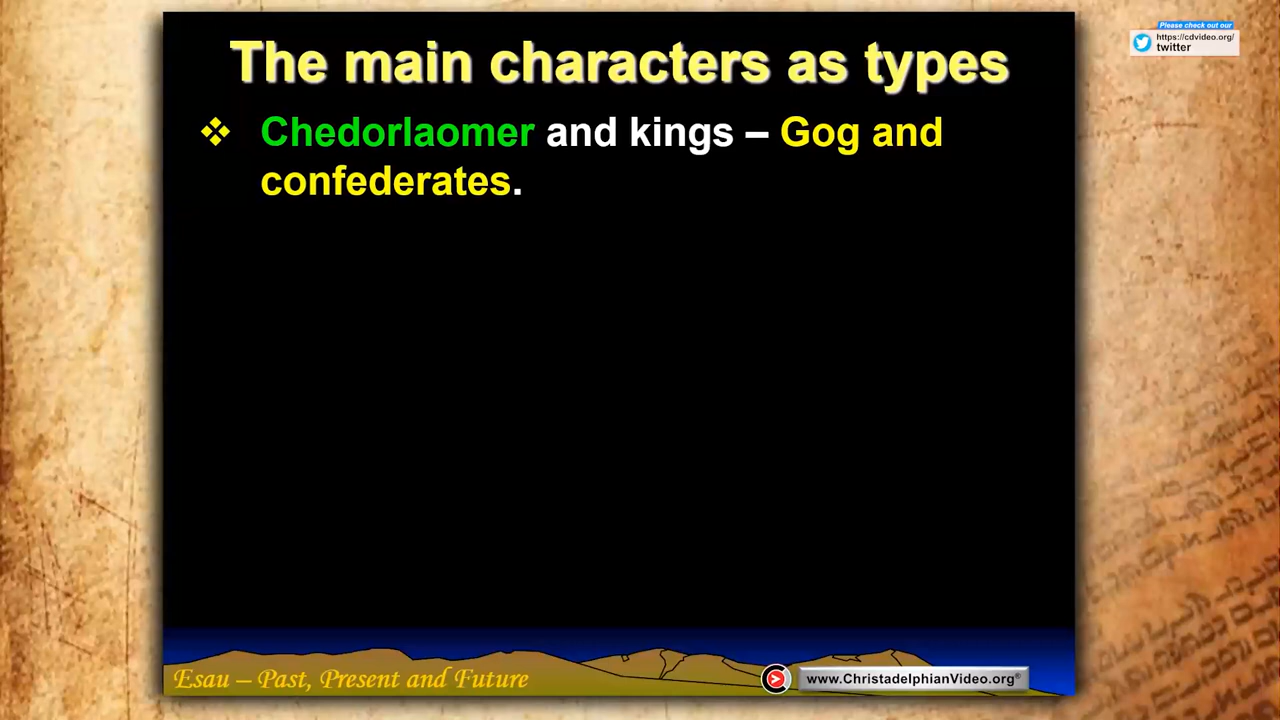 The main characters as types
❖ Chedorlaomer and kings – Gog and
confederates.
Esau – Past, Present and Future
www.ChristadelphianVideo.org®
Please check out our
https://cdvideo.org/
twitter